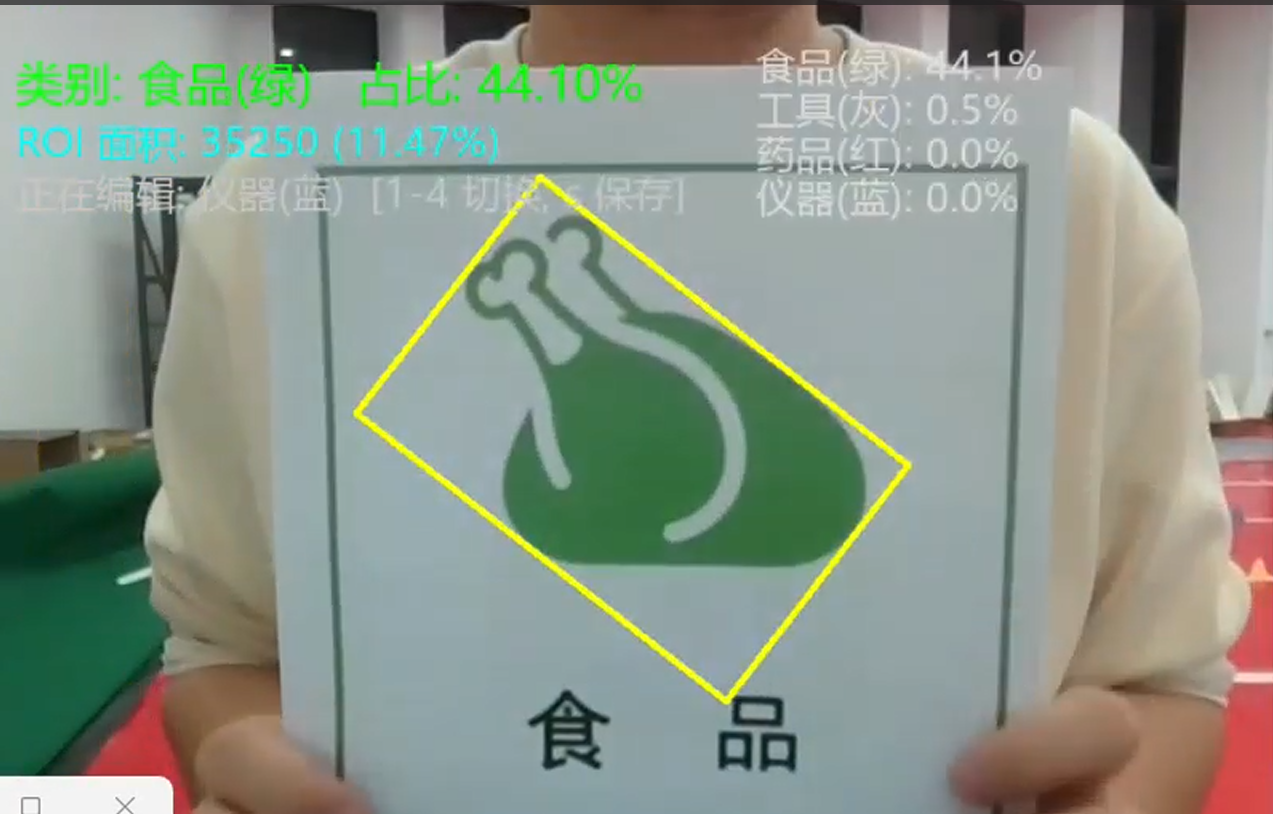 类别: 食品(绿) 占比: 44.10%
ROI 面积: 35250 (11.47%)
正在编辑: 仪器(蓝) [1-4 切换, s 保存]
食品(绿): 44.1%
工具(灰): 0.5%
药品(红): 0.0%
仪器(蓝): 0.0%
食 品